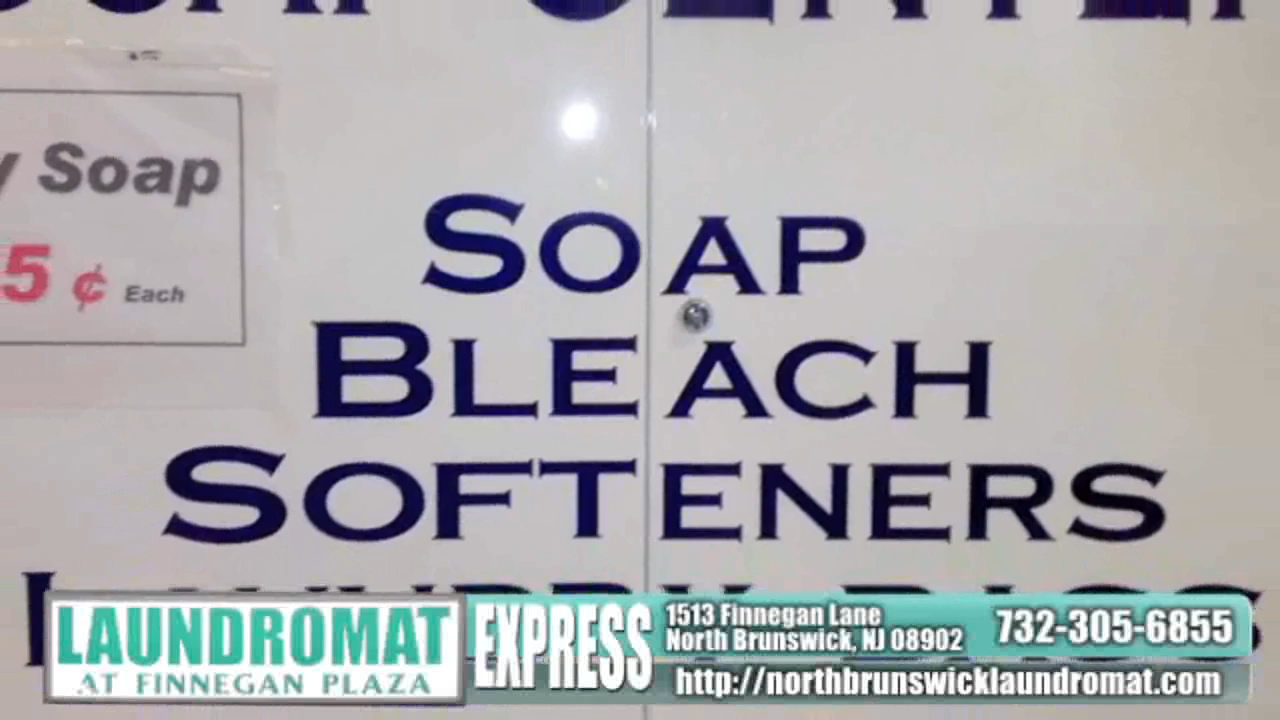 Soap
5 ¢ Each
SOAP
BLEACH
SOFTENERS
LAUNDROMAT
AT FINNEGAN PLAZA
EXPRESS
1513 Finnegan Lane
North Brunswick, NJ 08902
732-305-6855
http://northbrunswicklaundromat.com